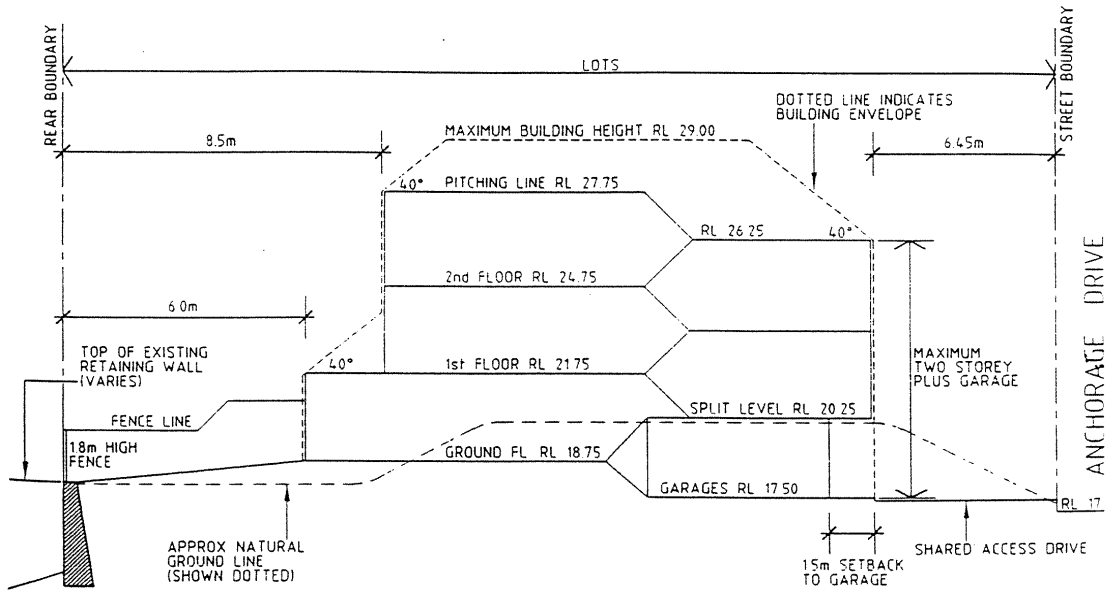 REAR BOUNDARY
LOTS
STREET BOUNDARY
DOTTED LINE INDICATES
BUILDING ENVELOPE
MAXIMUM BUILDING HEIGHT RL 29.00
8.5m
6.45m
40°
PITCHING LINE RL 27.75
RL 26.25
40°
2nd FLOOR RL 24.75
6.0m
TOP OF EXISTING
RETAINING WALL
(VARIES)
40°
1st FLOOR RL 21.75
MAXIMUM
TWO STOREY
PLUS GARAGE
ANCHORAGE DRIVE
FENCE LINE
SPLIT LEVEL RL 20.25
1.8m HIGH
FENCE
GROUND FL RL 18.75
GARAGES RL 17.50
RL 17
APPROX NATURAL
GROUND LINE
(SHOWN DOTTED)
SHARED ACCESS DRIVE
1.5m SETBACK
TO GARAGE